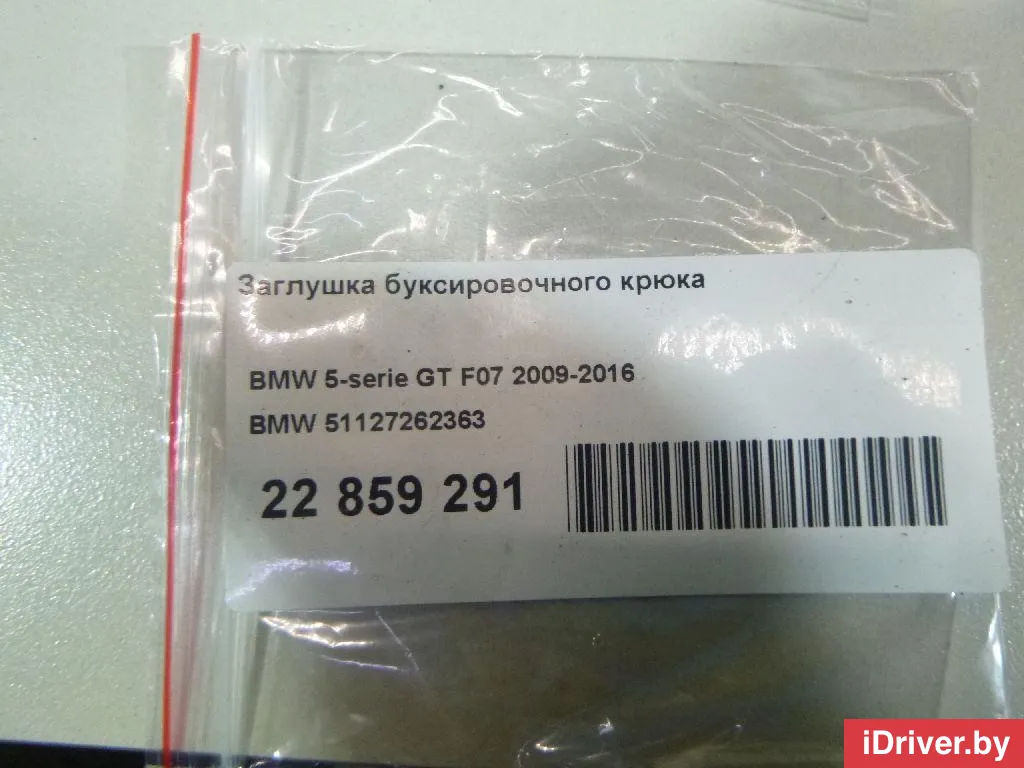 Заглушка буксировочного крюка
BMW 5-serie GT F07 2009-2016
BMW 51127262363
22 859 291
iDriver.by